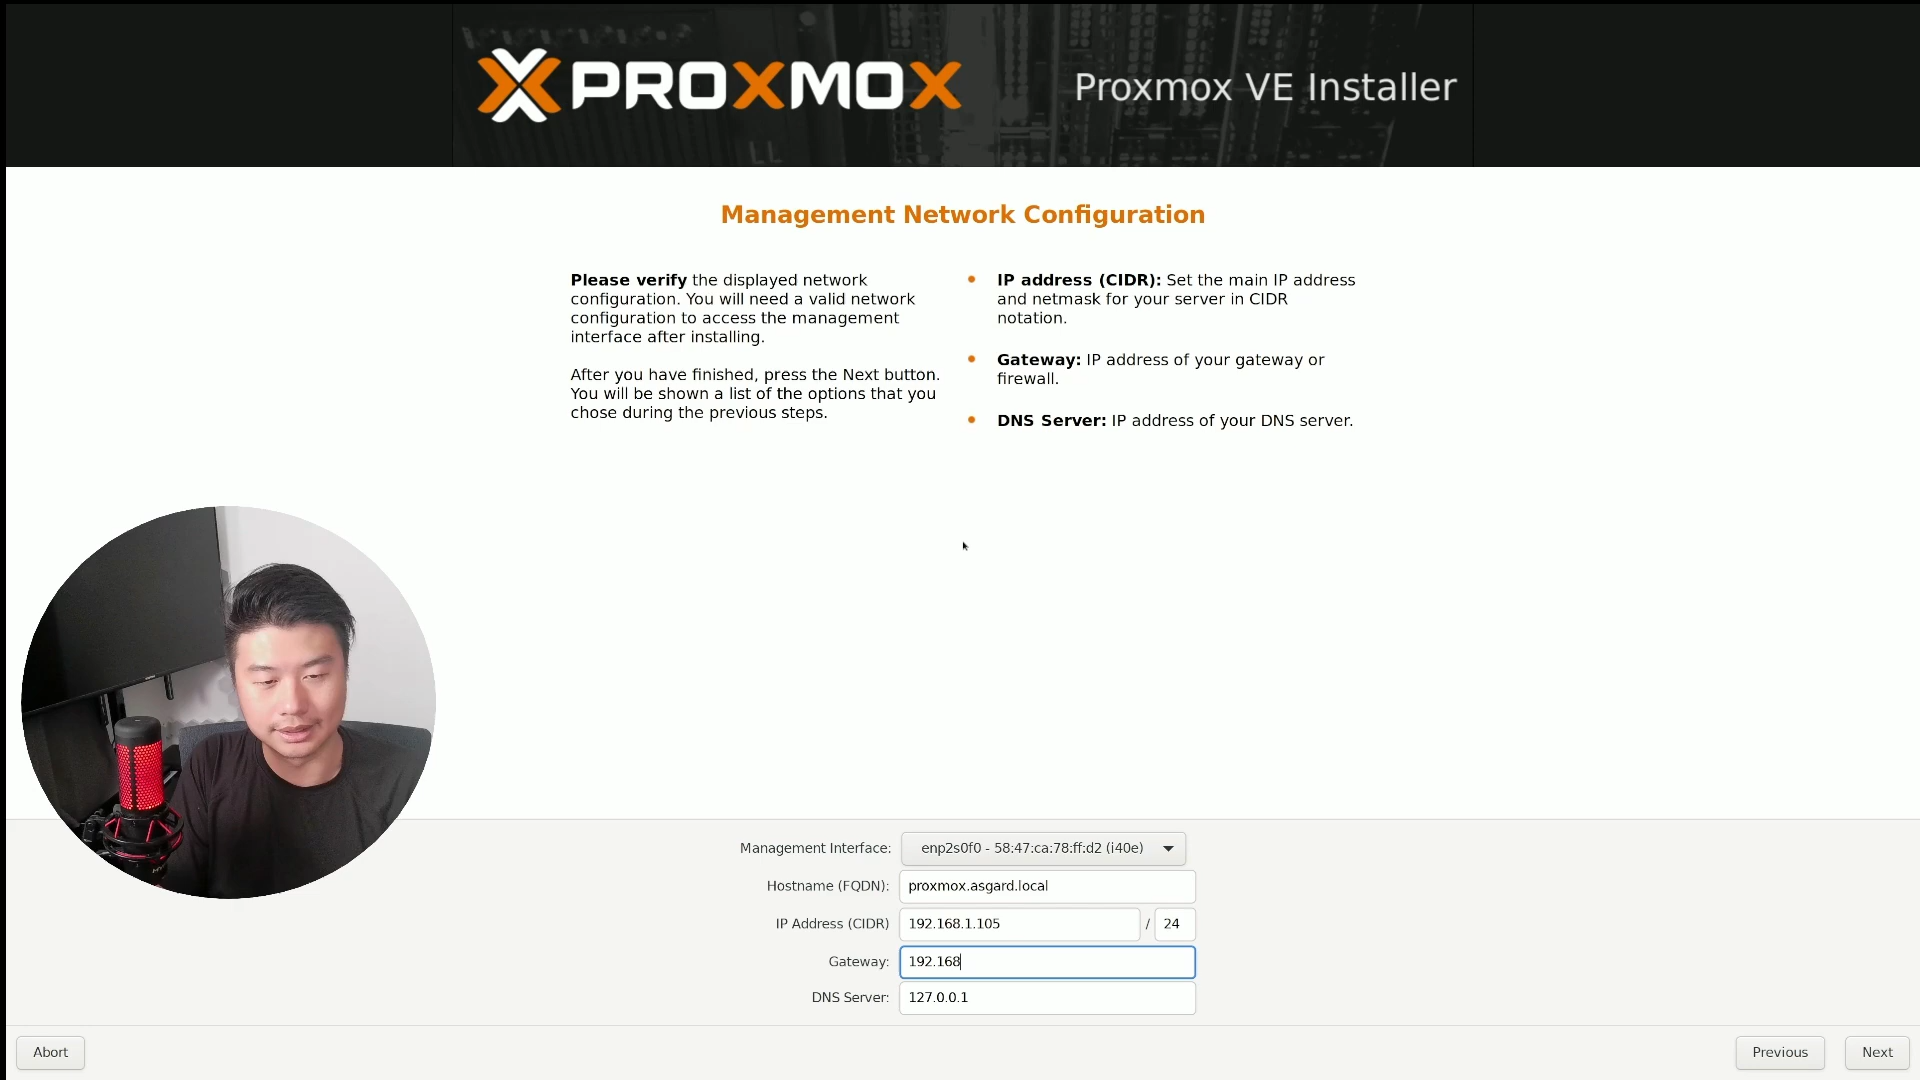 PROXMOX
Proxmox VE Installer
Management Network Configuration
Please verify the displayed network
configuration. You will need a valid network
configuration to access the management
interface after installing.
After you have finished, press the Next button.
You will be shown a list of the options that you
chose during the previous steps.
IP address (CIDR): Set the main IP address
and netmask for your server in CIDR
notation.
Gateway: IP address of your gateway or
firewall.
DNS Server: IP address of your DNS server.
Management Interface: enp2s0f0 - 58:47:ca:78:ff:d2 (i40e)
Hostname (FQDN): proxmox.asgard.local
IP Address (CIDR) 192.168.1.105 / 24
Gateway: 192.168
DNS Server: 127.0.0.1
Abort
Previous
Next